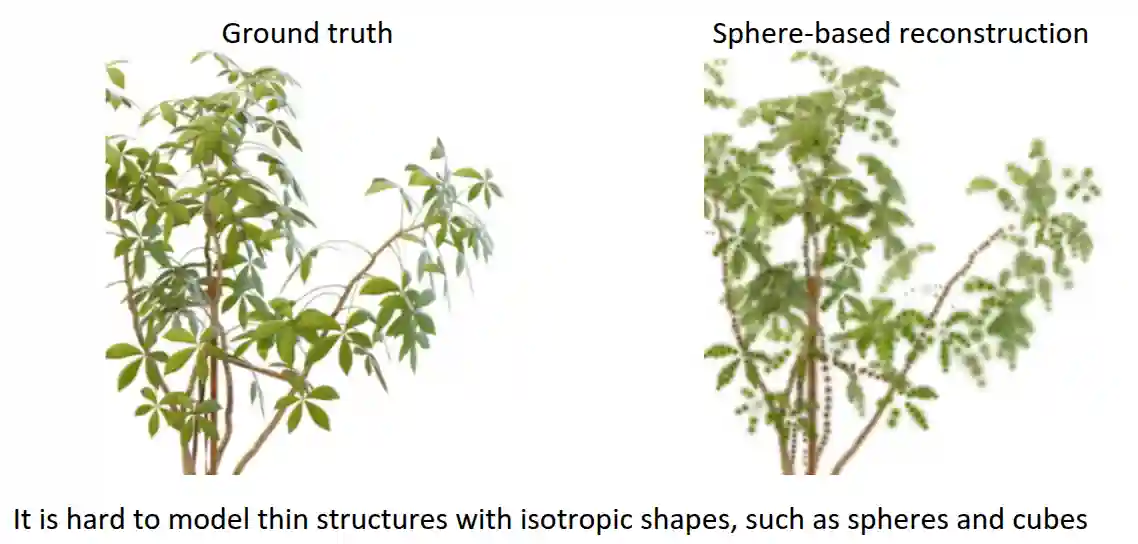 Ground truth
Sphere-based reconstruction
It is hard to model thin structures with isotropic shapes, such as spheres and cubes